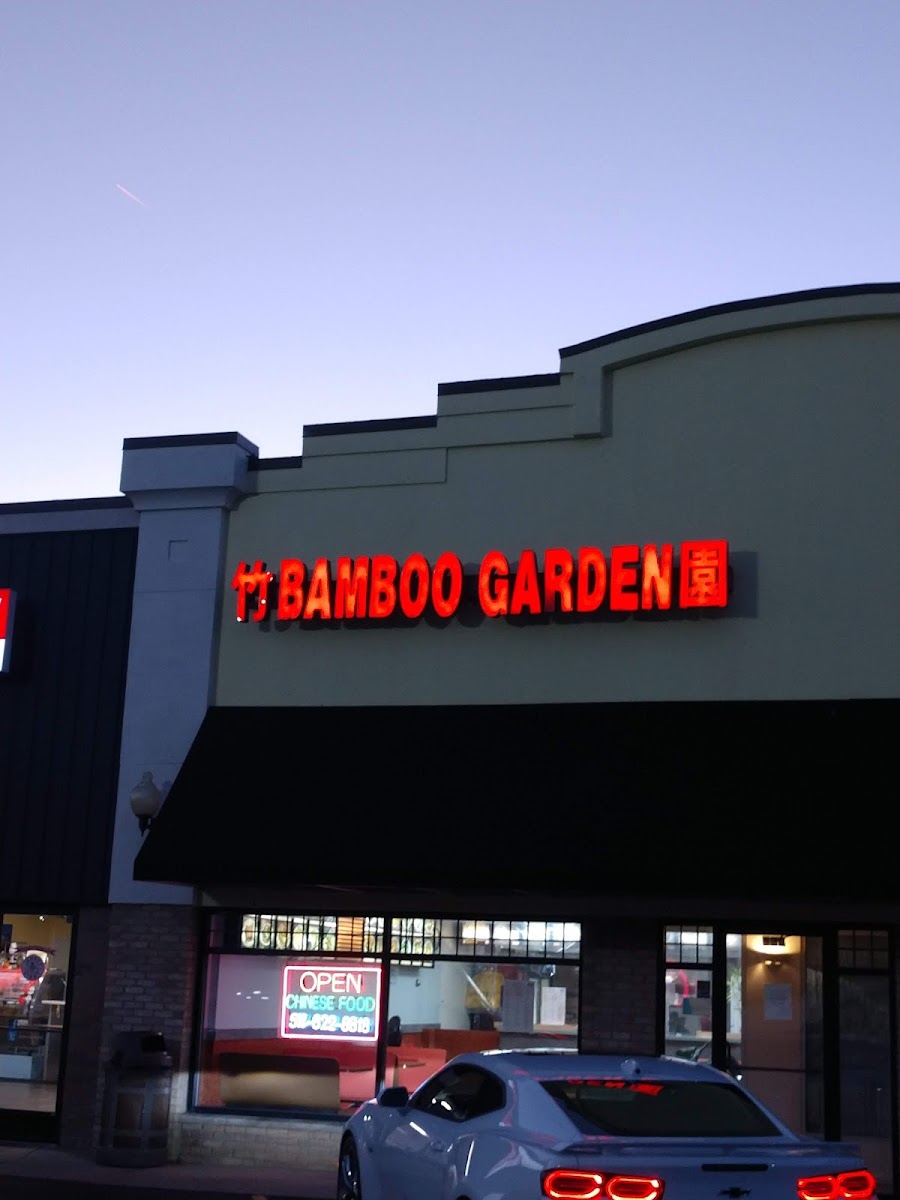 竹 BAMBOO GARDEN 園
OPEN
CHINESE FOOD